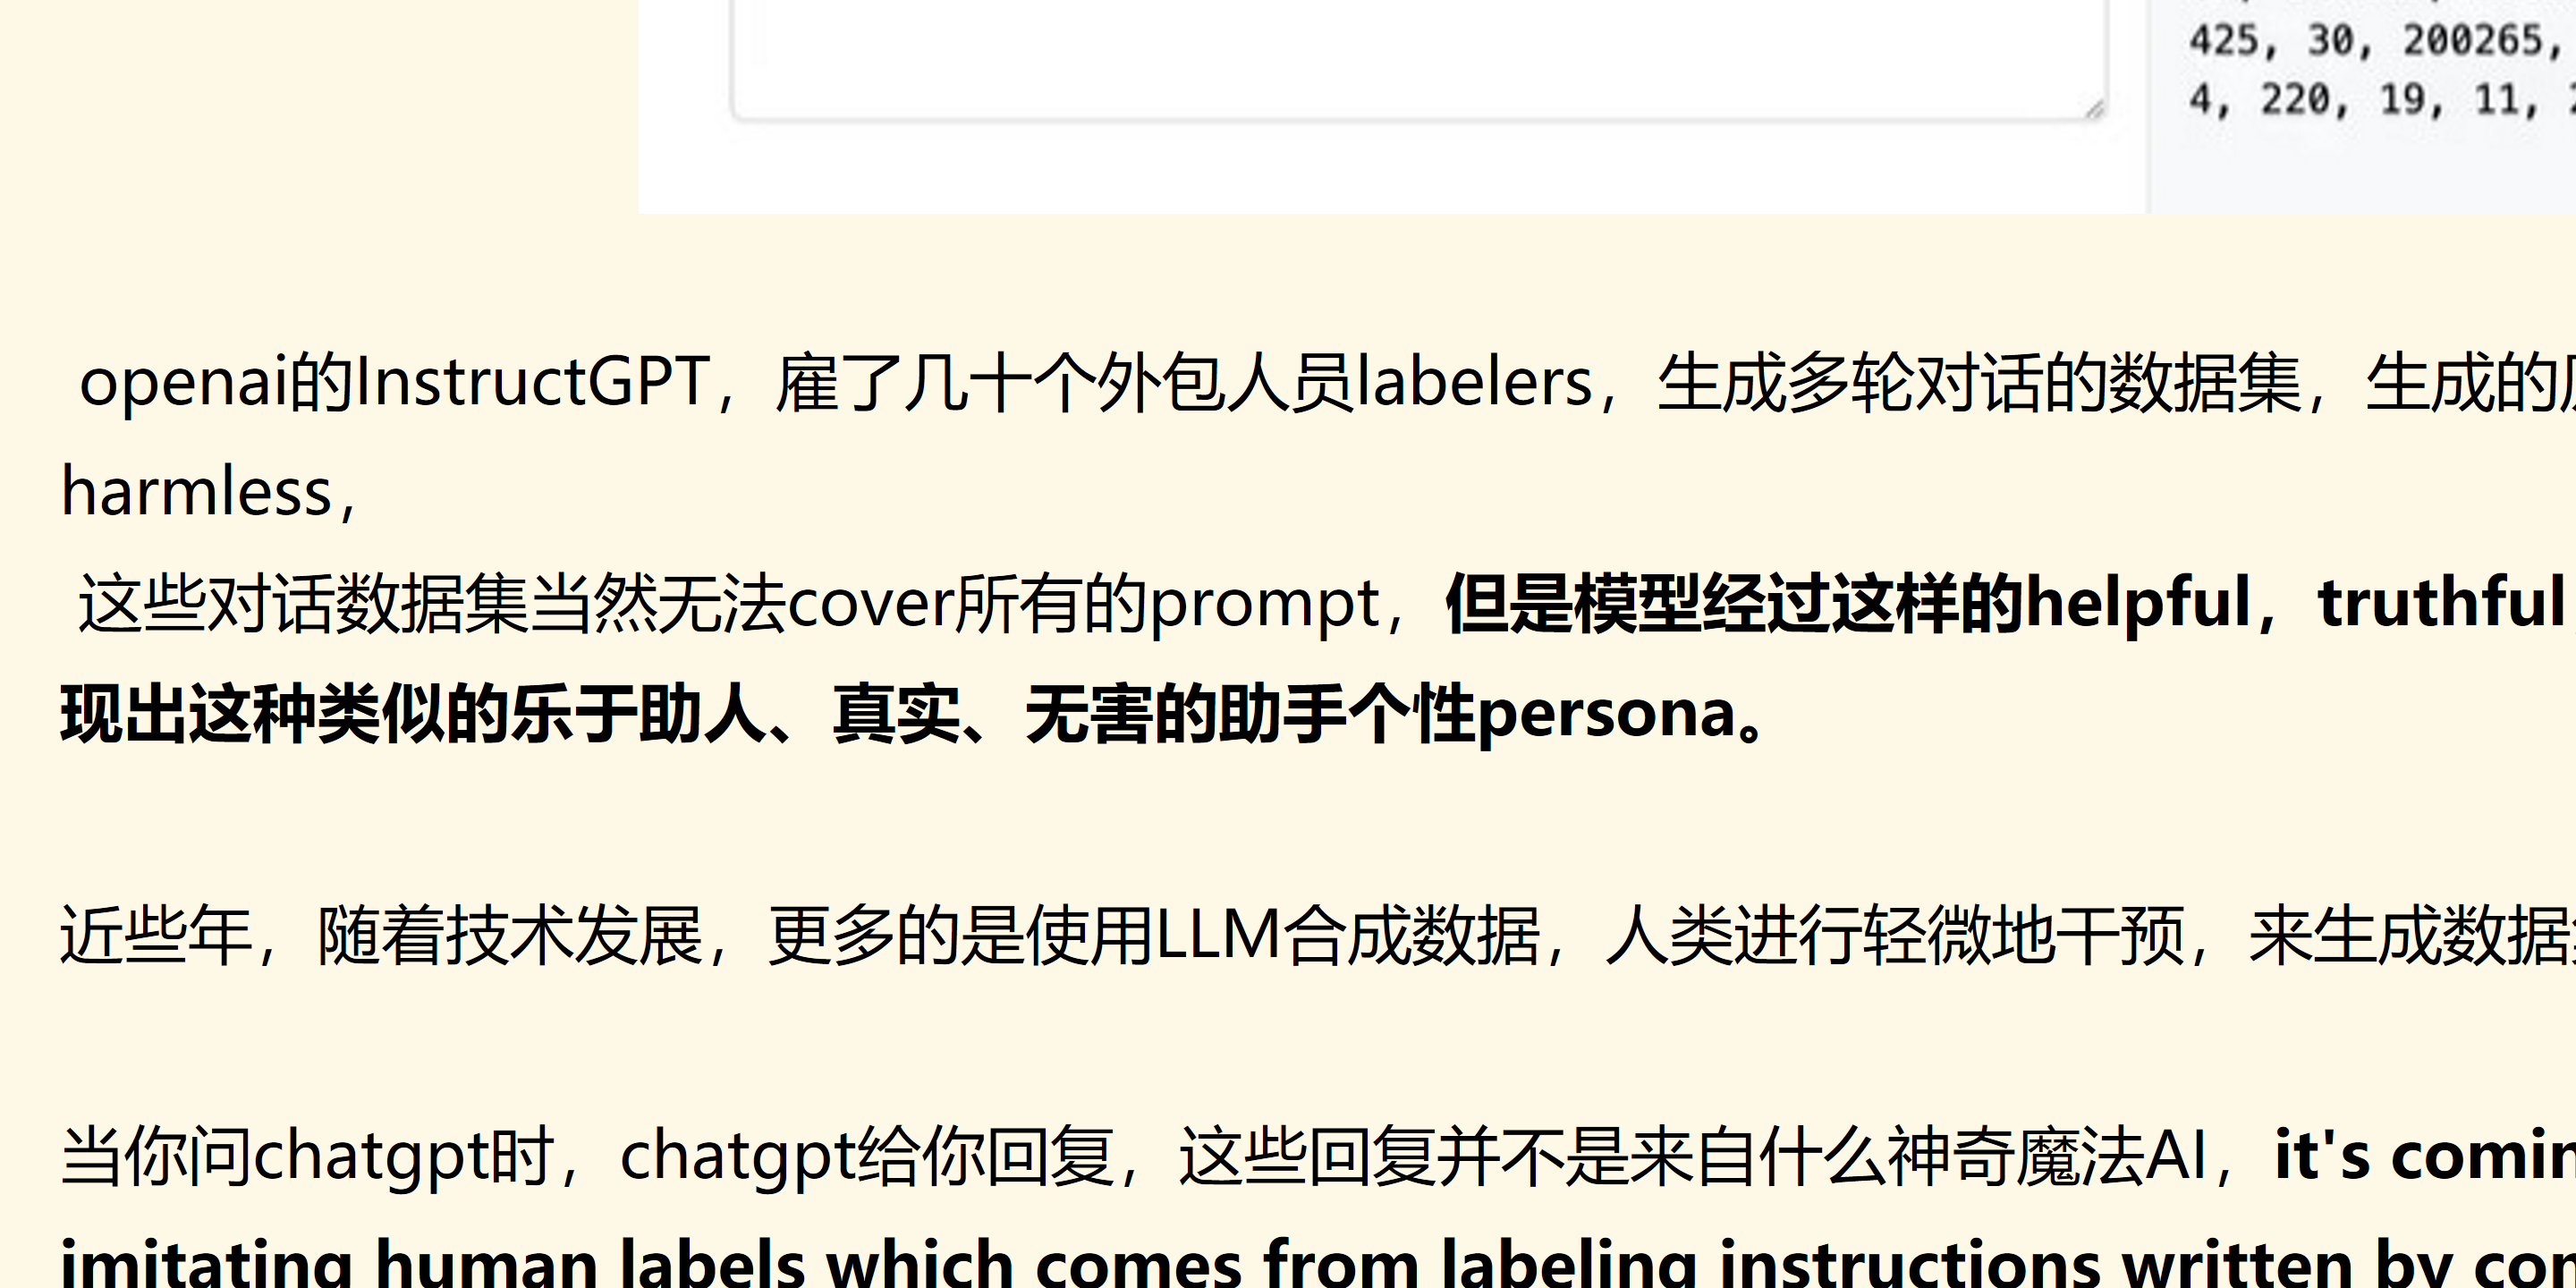 425, 30, 200265,
4, 220, 19, 11,
openai的InstructGPT，雇了几十个外包人员labelers，生成多轮对话的数据集，生成的
harmless，
这些对话数据集当然无法cover所有的prompt，但是模型经过这样的helpful，truthful
现出这种类似的乐于助人、真实、无害的助手个性persona。
近些年，随着技术发展，更多的是使用LLM合成数据，人类进行轻微地干预，来生成数据
当你问chatgpt时，chatgpt给你回复，这些回复并不是来自什么神奇魔法AI，it's
imitating human labels which comes from labeling instructions written by